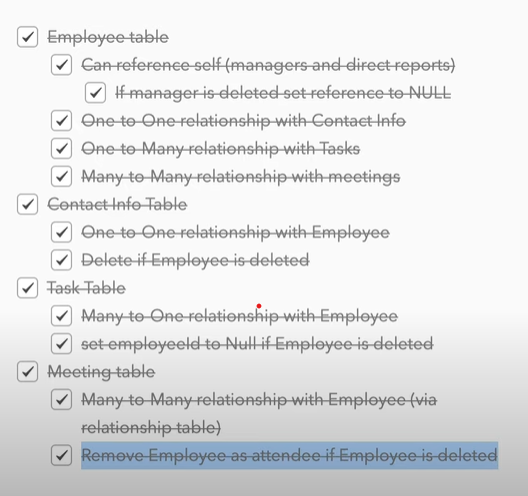 Employee table
Can reference self (managers and direct reports)
If manager is deleted set reference to NULL
One to One relationship with Contact Info
One to Many relationship with Tasks
Many to Many relationship with meetings
Contact Info Table
One to One relationship with Employee
Delete if Employee is deleted
Task Table
Many to One relationship with Employee
set employeeId to Null if Employee is deleted
Meeting table
Many to Many relationship with Employee (via
relationship table)
Remove Employee as attendee if Employee is deleted